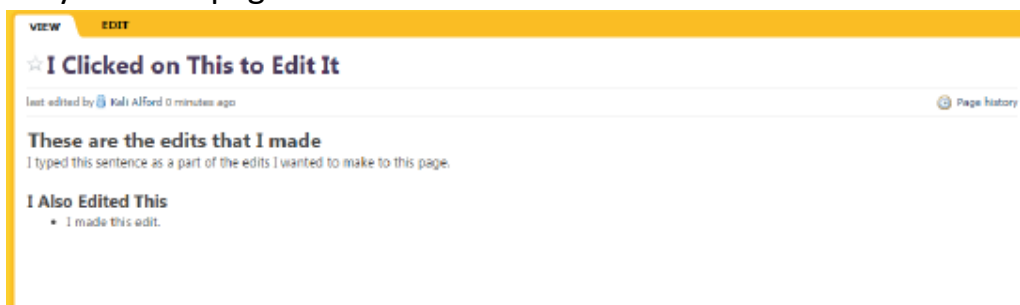 VIEW EDIT
I Clicked on This to Edit It
last edited by Kali Alford 0 minutes ago Page history
These are the edits that I made
I typed this sentence as a part of the edits I wanted to make to this page.
I Also Edited This
• I made this edit.